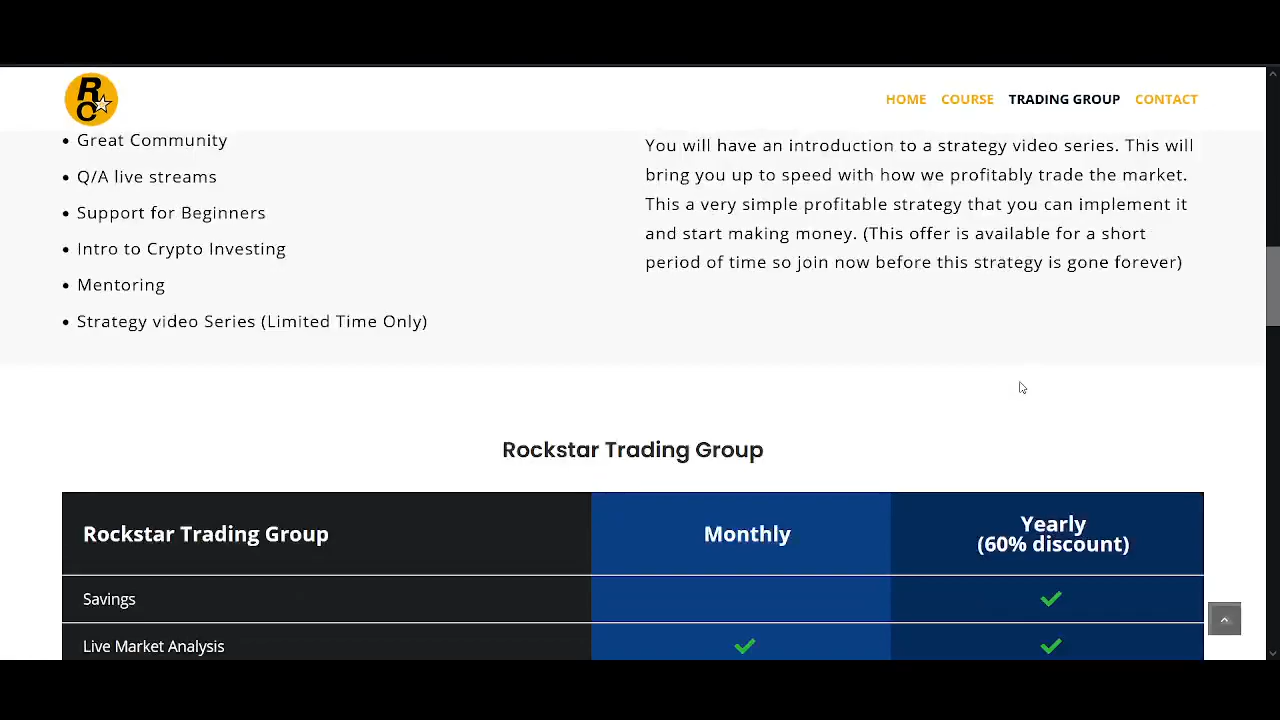 R
C
HOME COURSE TRADING GROUP CONTACT
• Great Community
• Q/A live streams
• Support for Beginners
• Intro to Crypto Investing
• Mentoring
• Strategy video Series (Limited Time Only)
You will have an introduction to a strategy video series. This will
bring you up to speed with how we profitably trade the market.
This a very simple profitable strategy that you can implement it
and start making money. (This offer is available for a short
period of time so join now before this strategy is gone forever)
Rockstar Trading Group
Rockstar Trading Group Monthly Yearly
(60% discount)
Savings
Live Market Analysis